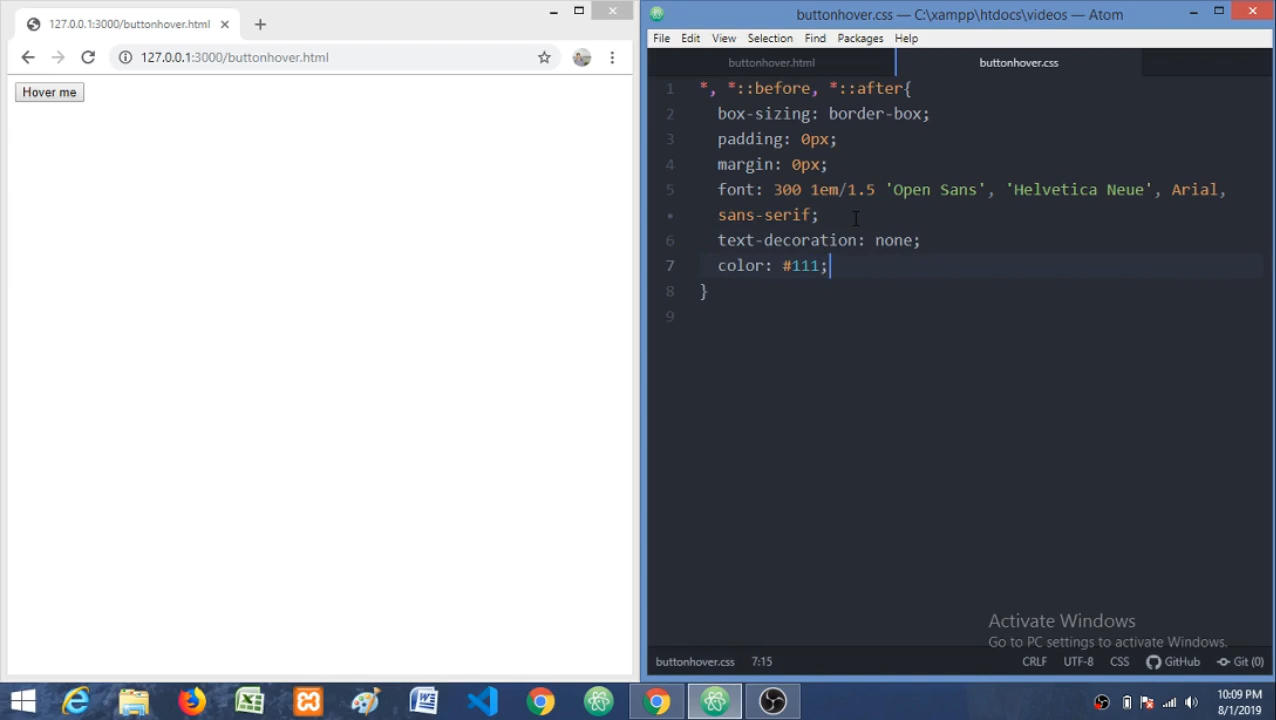 127.0.0.1:3000/buttonhover.html
127.0.0.1:3000/buttonhover.html
Hover me
buttonhover.css — C:\xampp\htdocs\videos — Atom
File Edit View Selection Find Packages Help
buttonhover.html buttonhover.css
1 *, *::before, *::after{
2 box-sizing: border-box;
3 padding: 0px;
4 margin: 0px;
5 font: 300 1em/1.5 'Open Sans', 'Helvetica Neue', Arial,
• sans-serif;
6 text-decoration: none;
7 color: #111;
8 }
9
Activate Windows
Go to PC settings to activate Windows.
buttonhover.css 7:15 CRLF UTF-8 CSS GitHub Git (0)
10:09 PM
8/1/2019